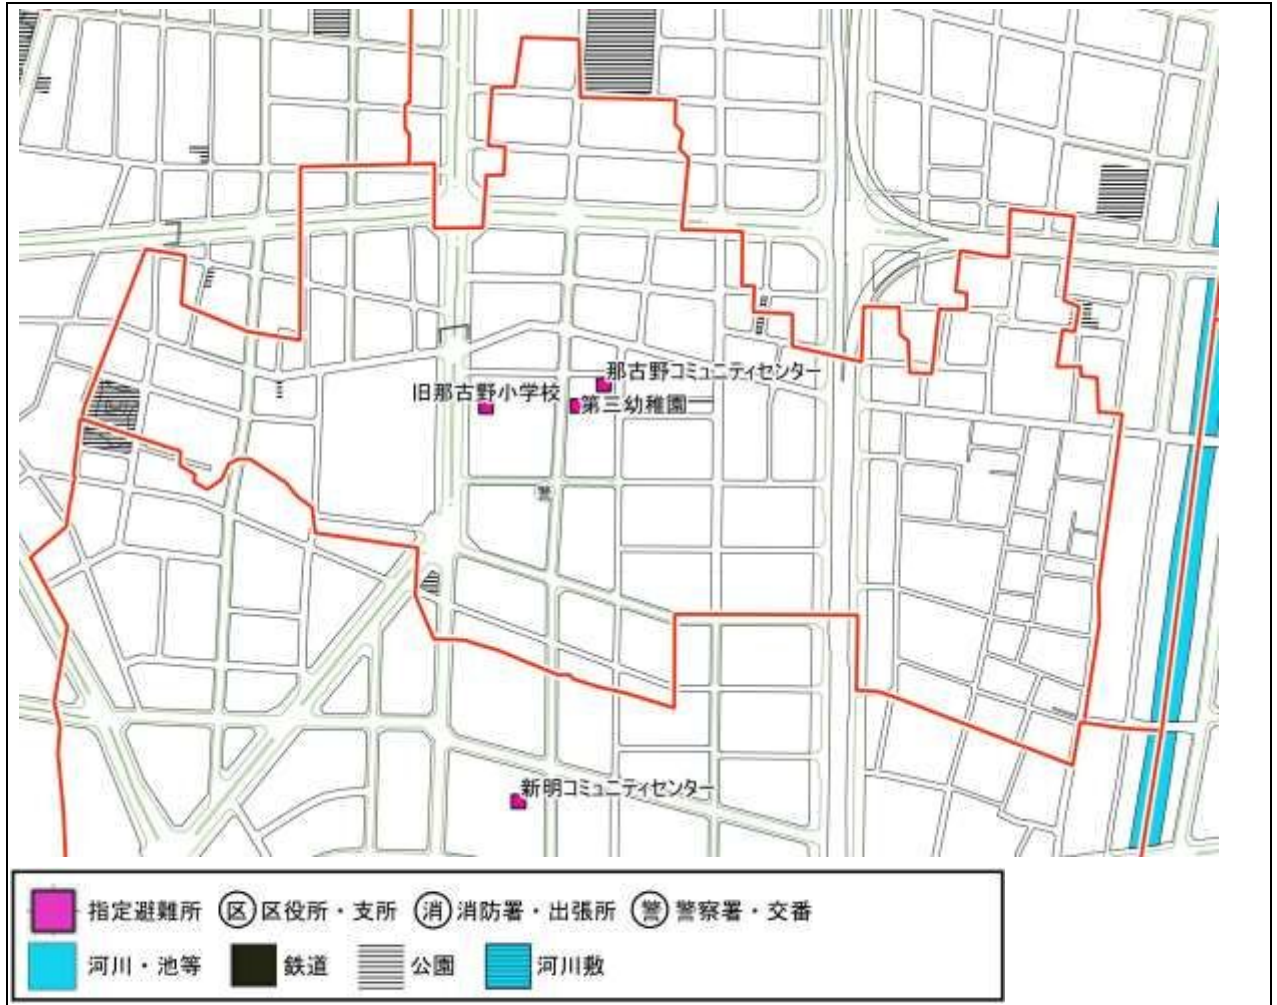 那古野コミュニティセンター
旧那古野小学校
第三幼稚園
警
新明コミュニティセンター
指定避難所 区 区役所・支所 消 消防署・出張所 警 警察署・交番
河川・池等 鉄道 公園 河川敷